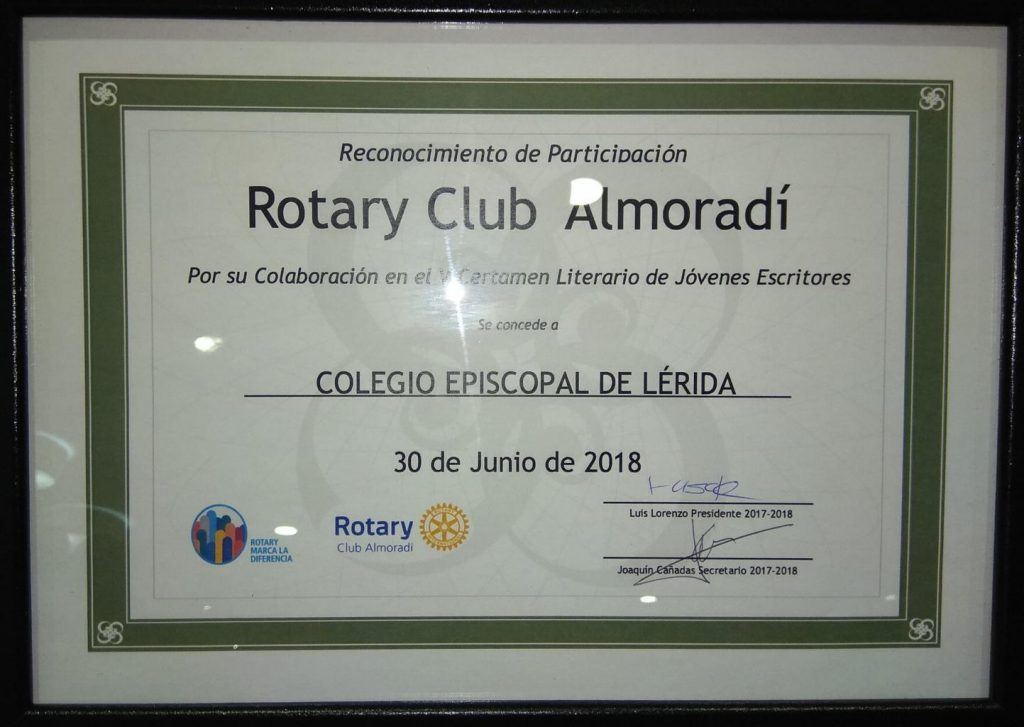 Reconocimiento de Participación
Rotary Club Almoradí
Por su Colaboración en el V Certamen Literario de Jóvenes Escritores
Se concede a
COLEGIO EPISCOPAL DE LÉRIDA
30 de Junio de 2018
Luis Lorenzo Presidente 2017-2018
ROTARY
MARCA LA
DIFERENCIA
Rotary
Club Almoradí
Joaquín Cañadas Secretario 2017-2018